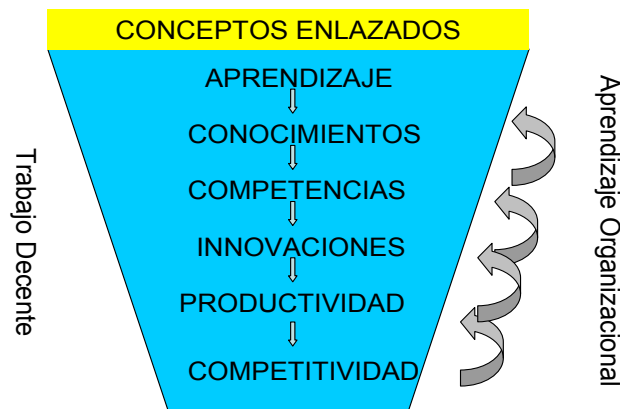 CONCEPTOS ENLAZADOS
APRENDIZAJE
CONOCIMIENTOS
COMPETENCIAS
INNOVACIONES
PRODUCTIVIDAD
COMPETITIVIDAD
Trabajo Decente
Aprendizaje Organizacional